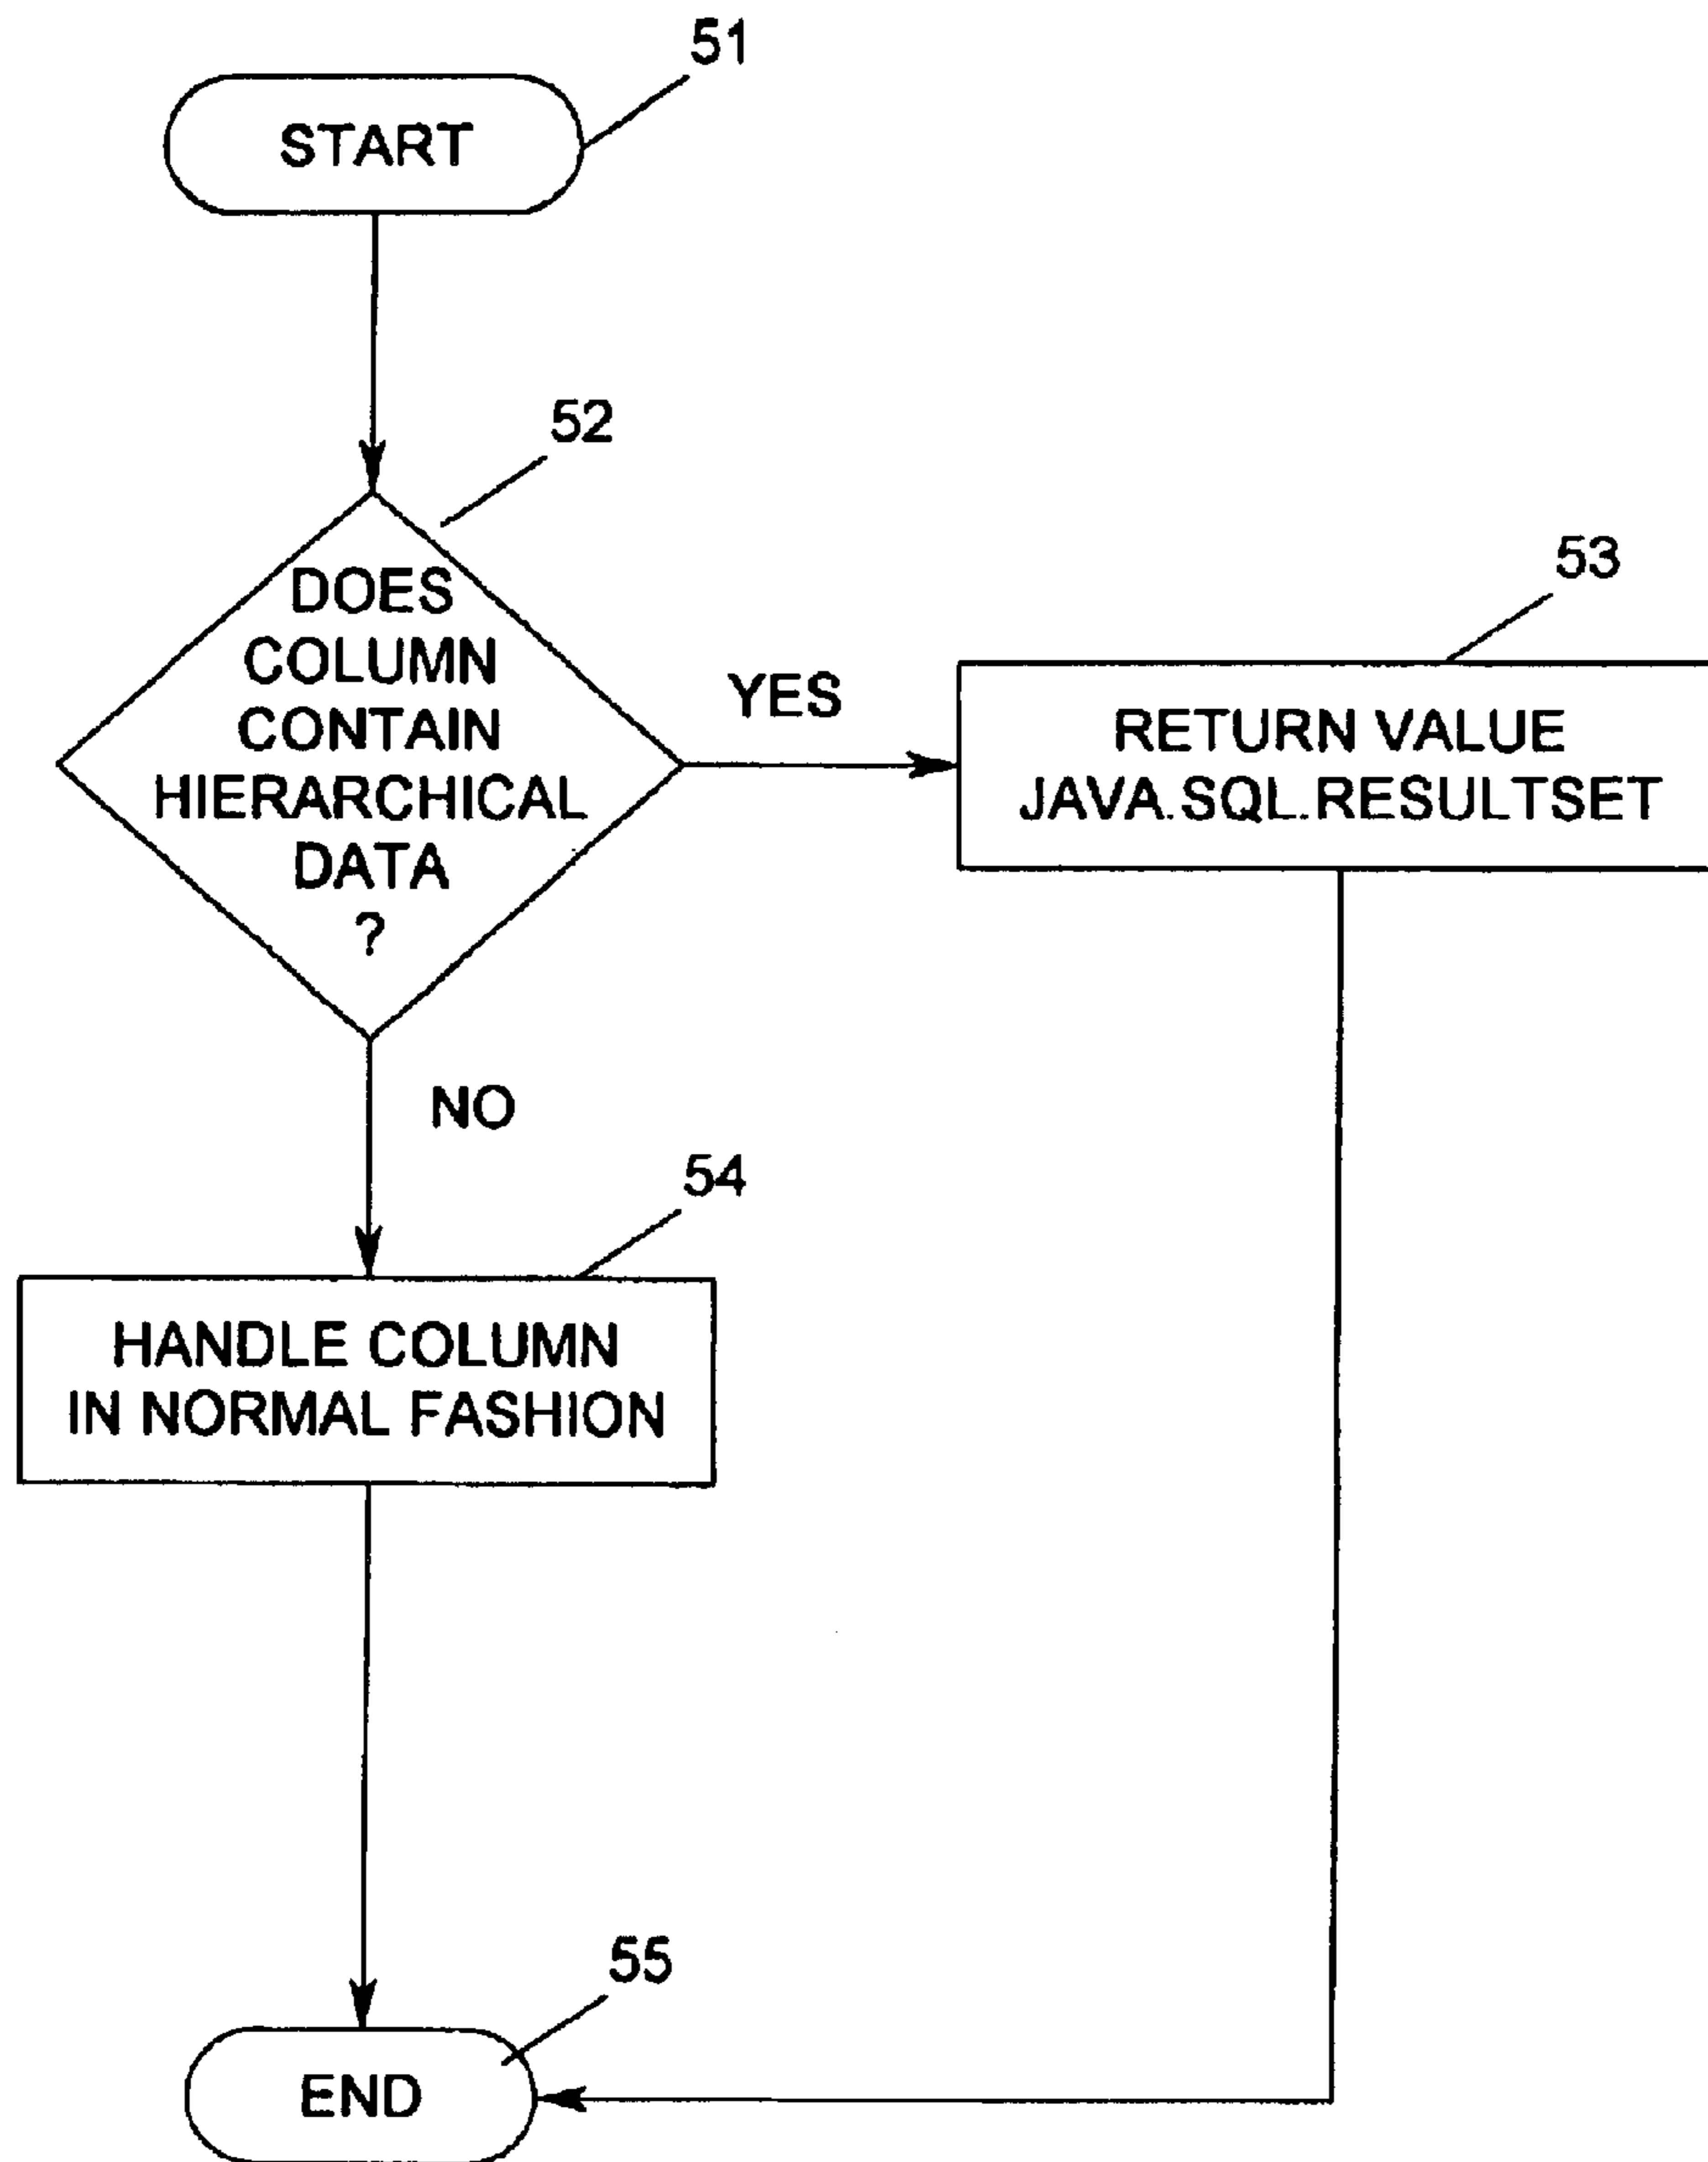 51
START
52
DOES
COLUMN
CONTAIN
HIERARCHICAL
DATA
?
YES
53
RETURN VALUE
JAVA.SQL.RESULTSET
NO
54
HANDLE COLUMN
IN NORMAL FASHION
55
END